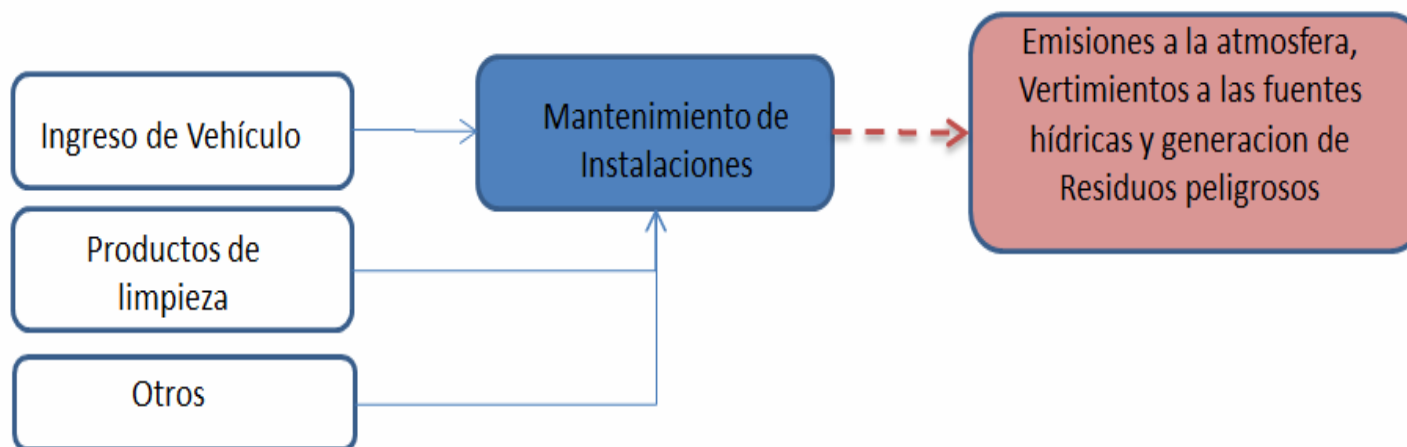 Ingreso de Vehículo
Productos de
limpieza
Otros
Mantenimiento de
Instalaciones
Emisiones a la atmosfera,
Vertimientos a las fuentes
hídricas y generacion de
Residuos peligrosos